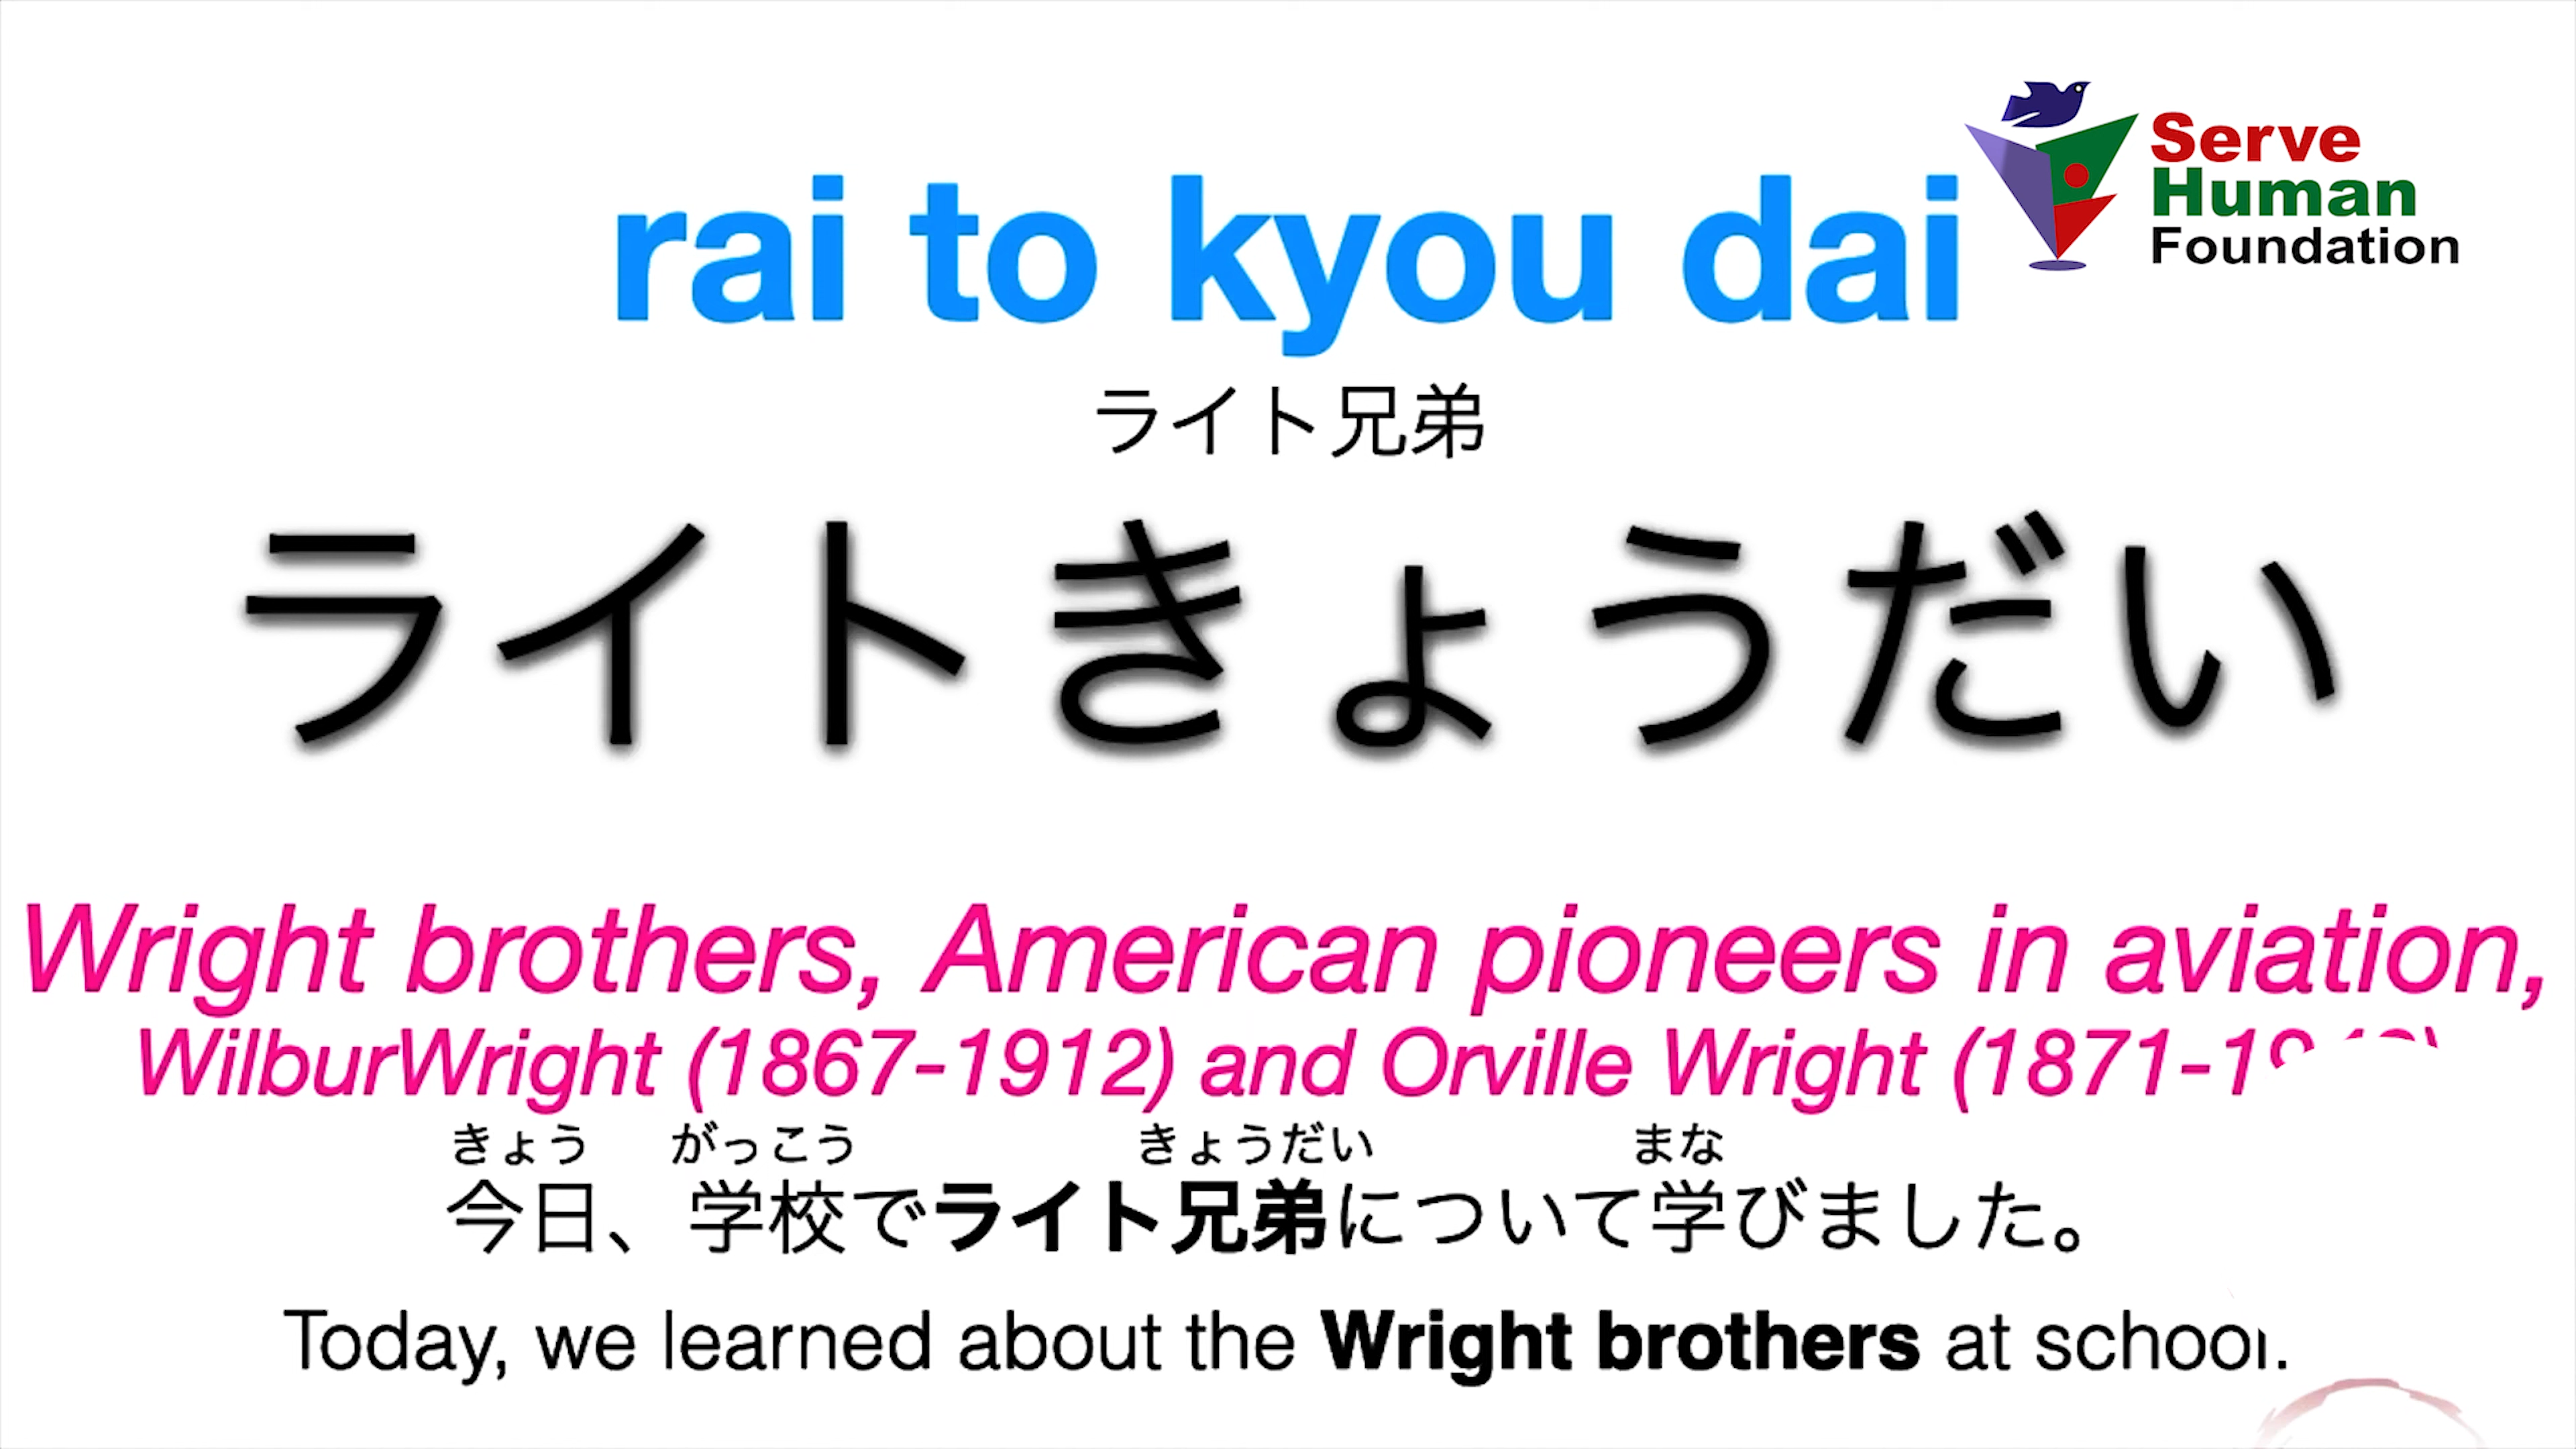 rai to kyou dai
Serve
Human
Foundation
ライト兄弟
ライトきょうだい
Wright brothers, American pioneers in aviation,
WilburWright (1867-1912) and Orville Wright (1871-
きょう がっこう きょうだい まな
今日、学校でライト兄弟について学びました。
Today, we learned about the Wright brothers at school.